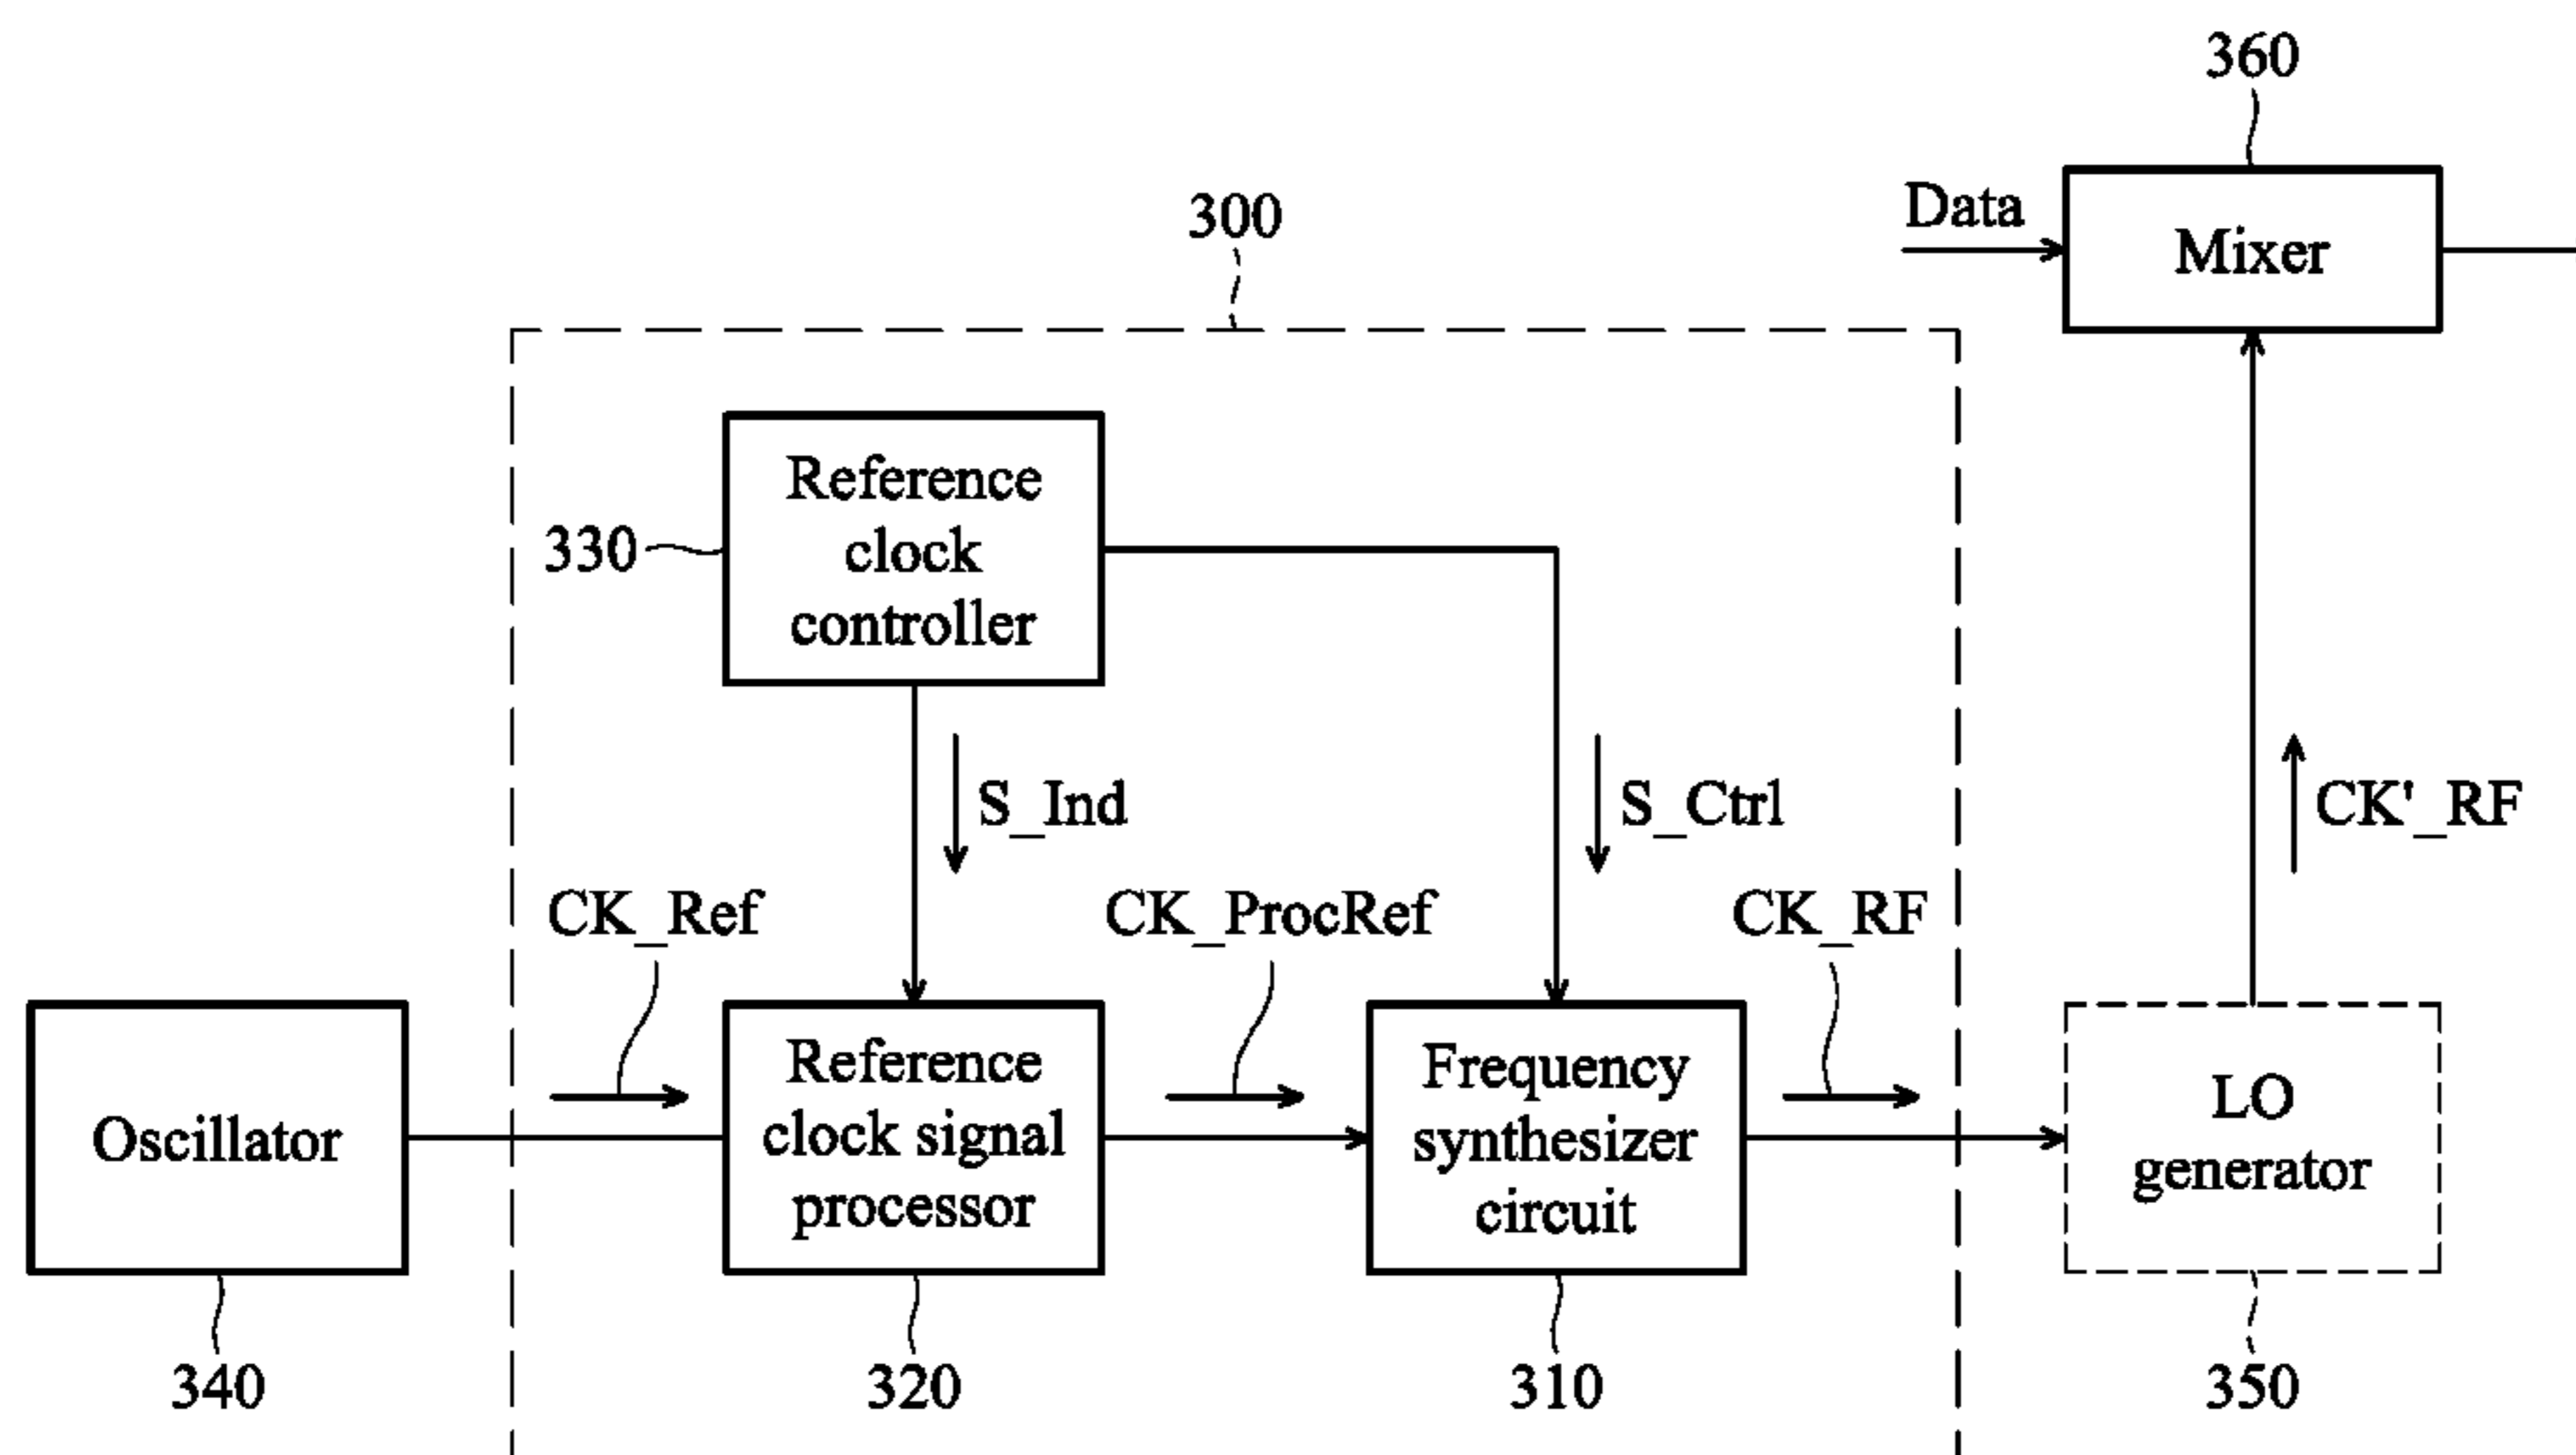 360
300
Data
Mixer
Reference
clock
controller
330
S_Ind
S_Ctrl
CK'_RF
CK_Ref
CK_ProcRef
CK_RF
Oscillator
Reference
clock signal
processor
Frequency
synthesizer
circuit
LO
generator
340
320
310
350